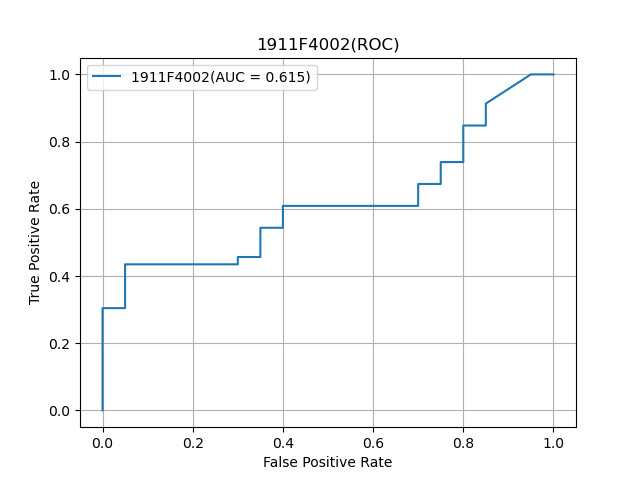 1911F4002(ROC)
1911F4002(AUC = 0.615)
True Positive Rate
1.0
0.8
0.6
0.4
0.2
0.0
0.0 0.2 0.4 0.6 0.8 1.0
False Positive Rate